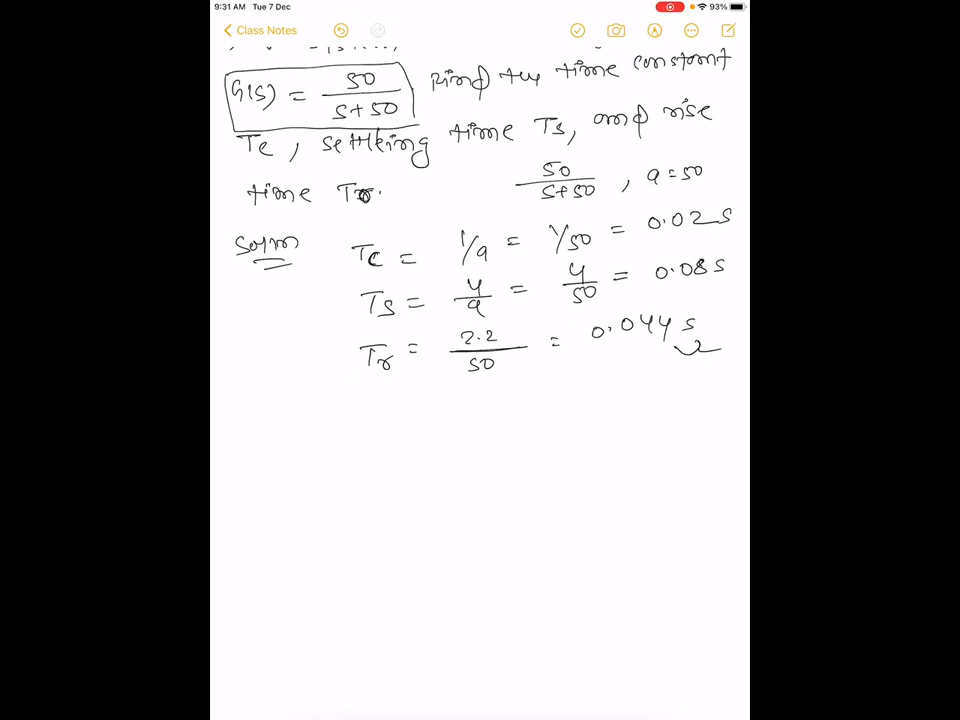 9:31 AM Tue 7 Dec 93%
Class Notes
G(s) = 50/(s+50) Find the time constant
Tc, settling time Ts, and rise
time Tr. 50/(s+50), a = 50
Soln Tc = 1/a = 1/50 = 0.02 s
Ts = 4/a = 4/50 = 0.08 s
Tr = 2.2/50 = 0.044 s